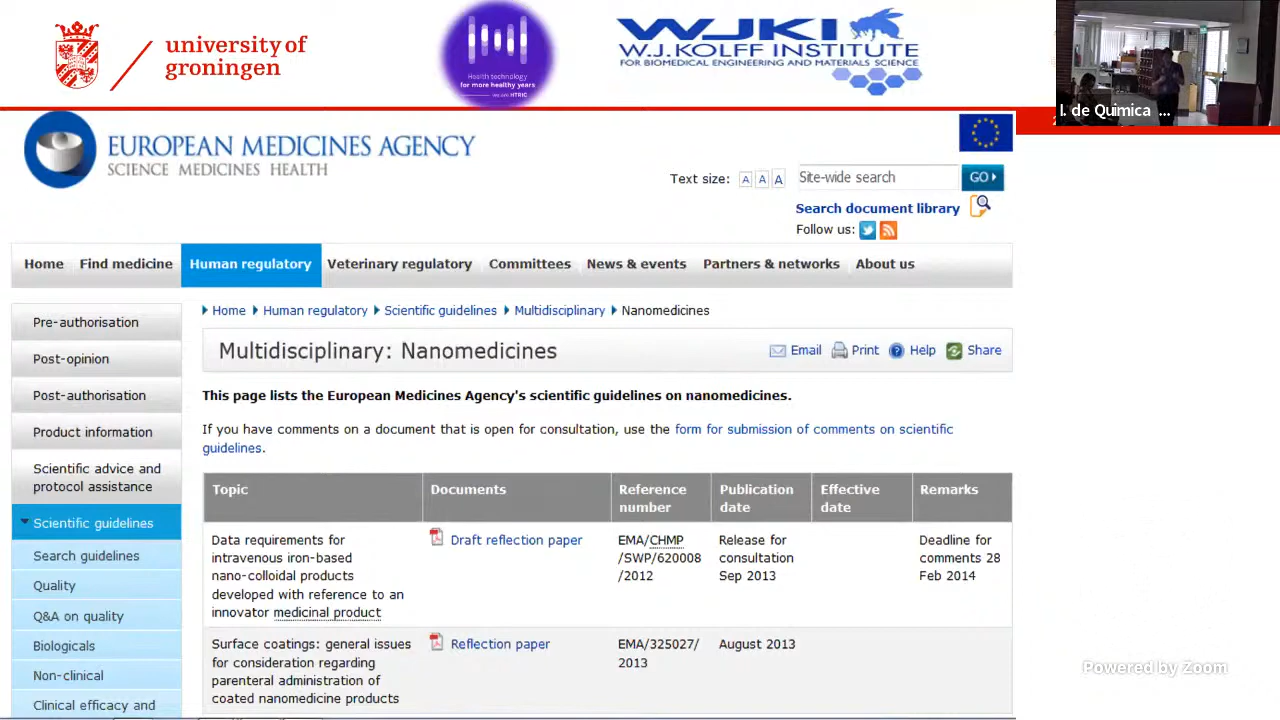 university of
groningen
Health technology
for more healthy years
we are HTRIC
WJKI
W.J.KOLFF INSTITUTE
FOR BIOMEDICAL ENGINEERING AND MATERIALS SCIENCE
I. de Quimica ...
EUROPEAN MEDICINES AGENCY
SCIENCE MEDICINES HEALTH
Text size: A A A
Site-wide search GO
Search document library
Follow us:
Home Find medicine Human regulatory Veterinary regulatory Committees News & events Partners & networks About us
Pre-authorisation
Post-opinion
Post-authorisation
Product information
Scientific advice and
protocol assistance
Scientific guidelines
Search guidelines
Quality
Q&A on quality
Biologicals
Non-clinical
Clinical efficacy and
Home Human regulatory Scientific guidelines Multidisciplinary Nanomedicines
Multidisciplinary: Nanomedicines
Email Print Help Share
This page lists the European Medicines Agency's scientific guidelines on nanomedicines.
If you have comments on a document that is open for consultation, use the form for submission of comments on scientific
guidelines.
Topic
Documents
Reference
number
Publication
date
Effective
date
Remarks
Data requirements for
intravenous iron-based
nano-colloidal products
developed with reference to an
innovator medicinal product
Draft reflection paper
EMA/CHMP
/SWP/620008
/2012
Release for
consultation
Sep 2013
Deadline for
comments 28
Feb 2014
Surface coatings: general issues
for consideration regarding
parenteral administration of
coated nanomedicine products
Reflection paper
EMA/325027/
2013
August 2013
Powered by Zoom